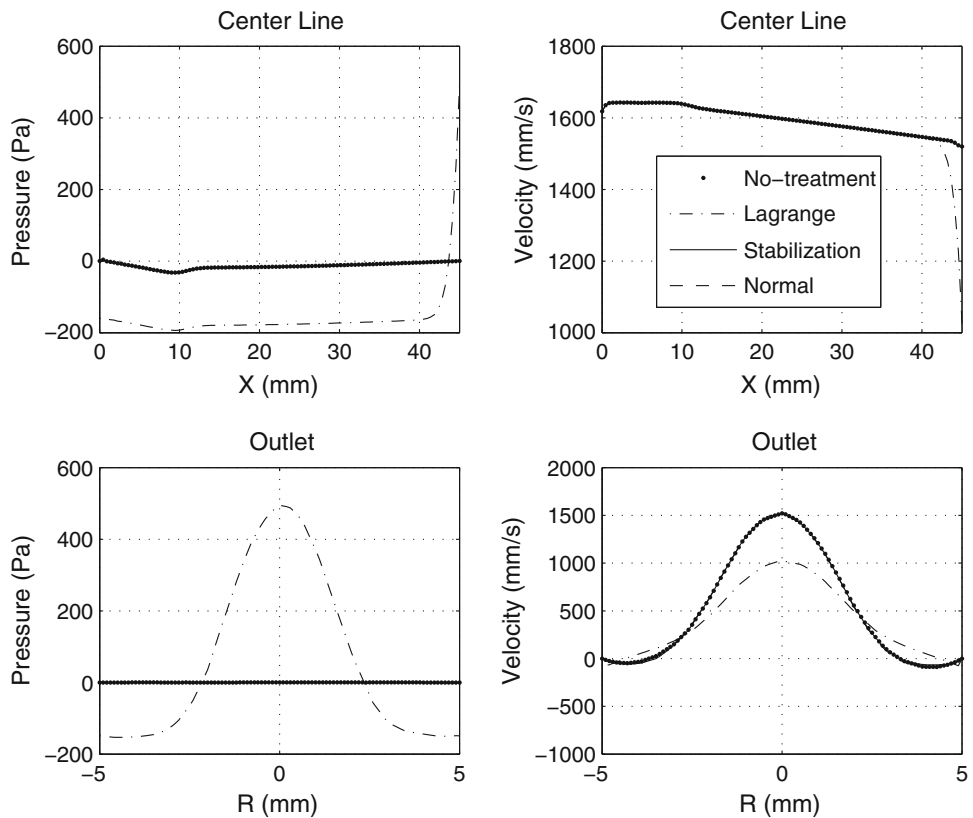 Center Line
600
400
200
0
−200
Pressure (Pa)
0 10 20 30 40
X (mm)
Center Line
1800
1600
1400
1200
1000
Velocity (mm/s)
No-treatment
Lagrange
Stabilization
Normal
0 10 20 30 40
X (mm)
Outlet
600
400
200
0
−200
Pressure (Pa)
−5 0 5
R (mm)
Outlet
2000
1500
1000
500
0
−500
−1000
Velocity (mm/s)
−5 0 5
R (mm)